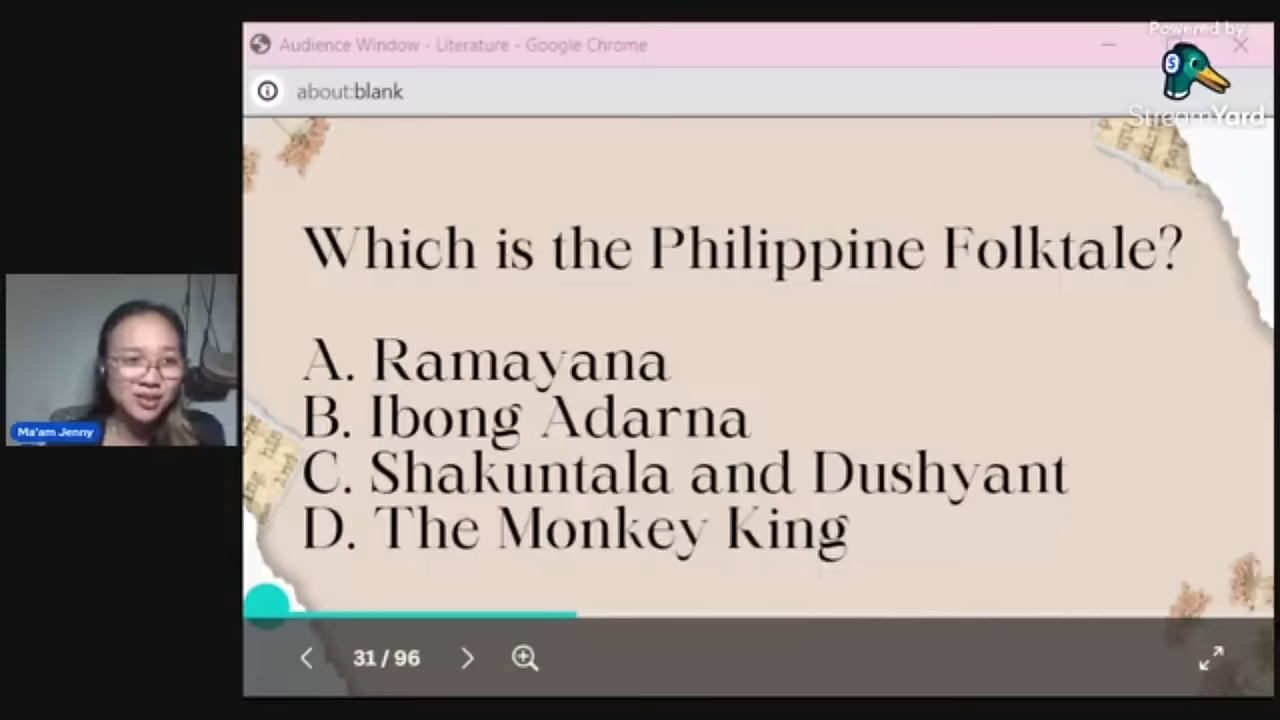 Audience Window - Literature - Google Chrome
Powered by
about:blank
S
StreamYard
Which is the Philippine Folktale?
A. Ramayana
B. Ibong Adarna
C. Shakuntala and Dushyant
D. The Monkey King
Ma'am Jenny
31 / 96